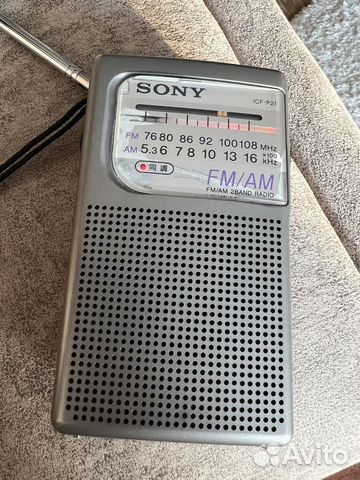 SONY
ICF-P21
FM 76 80 86 92 100 108 MHz
AM 5.3 6 7 8 10 13 16 x100 kHz
同調
FM/AM
FM/AM 2BAND RADIO
Avito